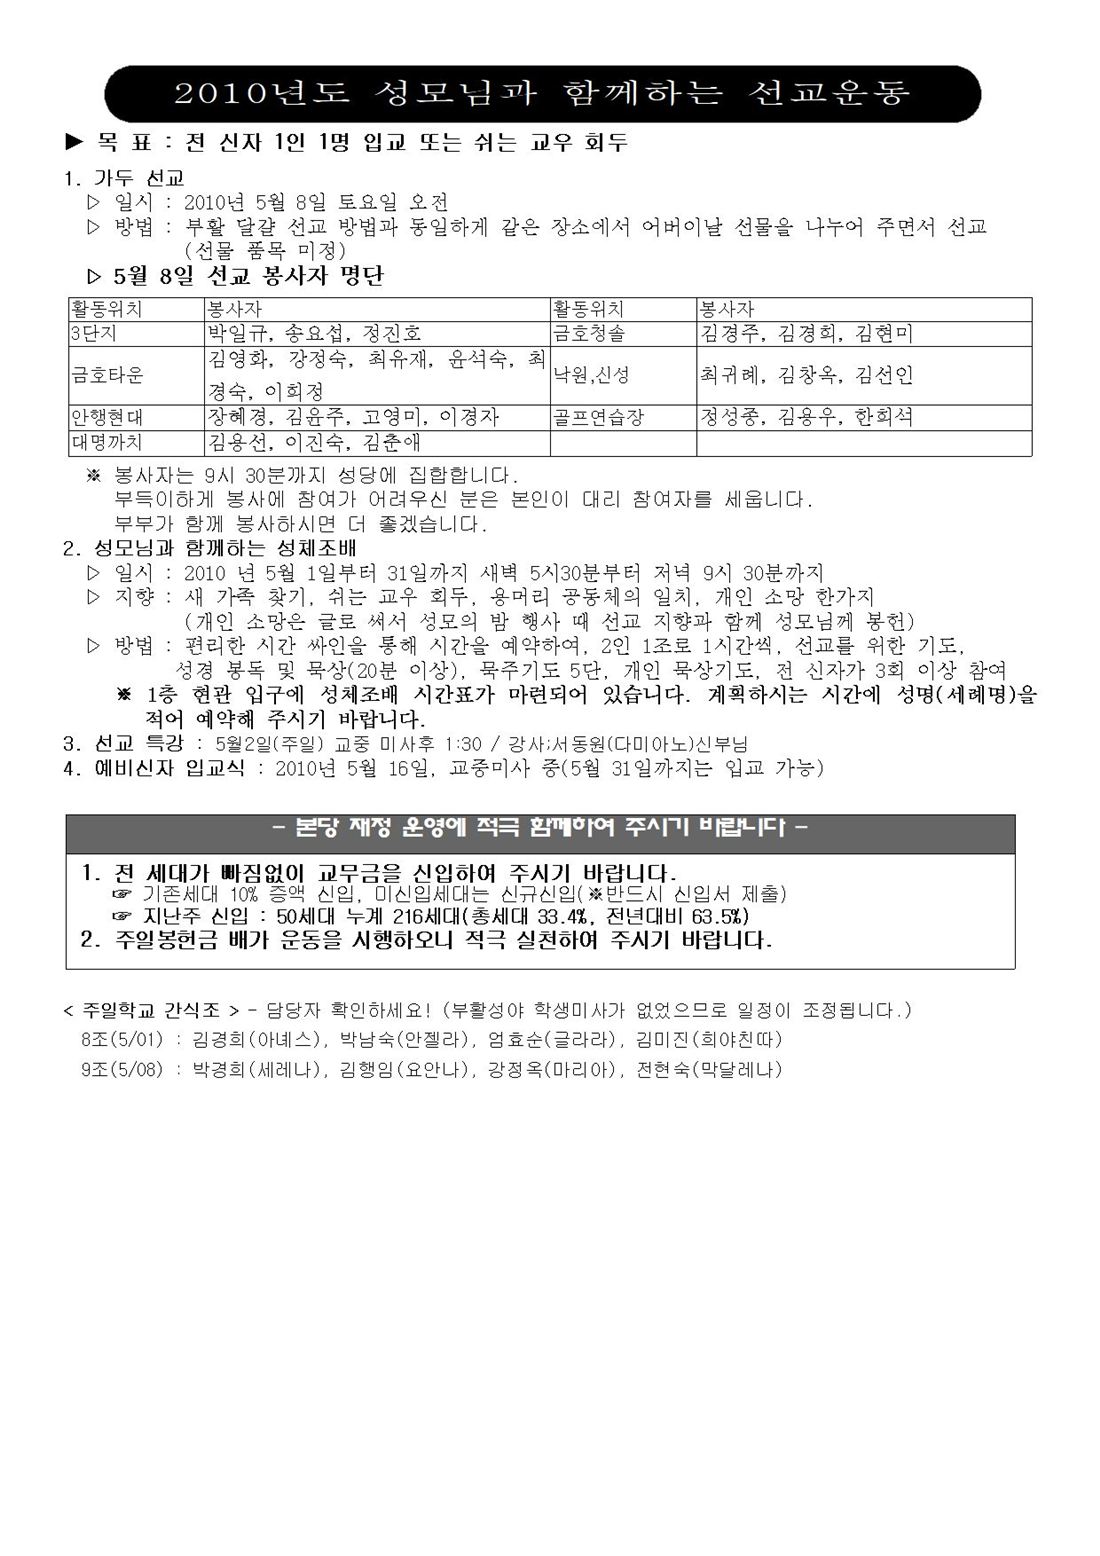 2010년도 성모님과 함께하는 선교운동
▶ 목 표 : 전 신자 1인 1명 입교 또는 쉬는 교우 회두
1. 가두 선교
▷ 일시 : 2010년 5월 8일 토요일 오전
▷ 방법 : 부활 달걀 선교 방법과 동일하게 같은 장소에서 어버이날 선물을 나누어 주면서 선교
(선물 품목 미정)
▷ 5월 8일 선교 봉사자 명단
활동위치 봉사자 활동위치 봉사자
3단지 박일규, 송요섭, 정진호 금호청솔 김경주, 김경희, 김현미
금호타운 김영화, 강정숙, 최유재, 윤석숙, 최경숙, 이희정 낙원,신성 최귀례, 김창옥, 김선인
안행현대 장혜경, 김윤주, 고영미, 이경자 골프연습장 정성종, 김용우, 한희석
대명까치 김용선, 이진숙, 김춘애
※ 봉사자는 9시 30분까지 성당에 집합합니다.
부득이하게 봉사에 참여가 어려우신 분은 본인이 대리 참여자를 세웁니다.
부부가 함께 봉사하시면 더 좋겠습니다.
2. 성모님과 함께하는 성체조배
▷ 일시 : 2010 년 5월 1일부터 31일까지 새벽 5시30분부터 저녁 9시 30분까지
▷ 지향 : 새 가족 찾기, 쉬는 교우 회두, 용머리 공동체의 일치, 개인 소망 한가지
(개인 소망은 글로 써서 성모의 밤 행사 때 선교 지향과 함께 성모님께 봉헌)
▷ 방법 : 편리한 시간 싸인을 통해 시간을 예약하여, 2인 1조로 1시간씩, 선교를 위한 기도,
성경 봉독 및 묵상(20분 이상), 묵주기도 5단, 개인 묵상기도, 전 신자가 3회 이상 참여
※ 1층 현관 입구에 성체조배 시간표가 마련되어 있습니다. 계획하시는 시간에 성명(세례명)을
적어 예약해 주시기 바랍니다.
3. 선교 특강 : 5월2일(주일) 교중 미사후 1:30 / 강사;서동원(다미아노)신부님
4. 예비신자 입교식 : 2010년 5월 16일, 교중미사 중(5월 31일까지는 입교 가능)
- 본당 재정 운영에 적극 함께하여 주시기 바랍니다 -
1. 전 세대가 빠짐없이 교무금을 신입하여 주시기 바랍니다.
☞ 기존세대 10% 증액 신입, 미신입세대는 신규신입(※반드시 신입서 제출)
☞ 지난주 신입 : 50세대 누계 216세대(총세대 33.4%, 전년대비 63.5%)
2. 주일봉헌금 배가 운동을 시행하오니 적극 실천하여 주시기 바랍니다.
< 주일학교 간식조 > - 담당자 확인하세요! (부활성야 학생미사가 없었으므로 일정이 조정됩니다.)
8조(5/01) : 김경희(아녜스), 박남숙(안젤라), 엄효순(글라라), 김미진(희야친따)
9조(5/08) : 박경희(세레나), 김행임(요안나), 강정옥(마리아), 전현숙(막달레나)